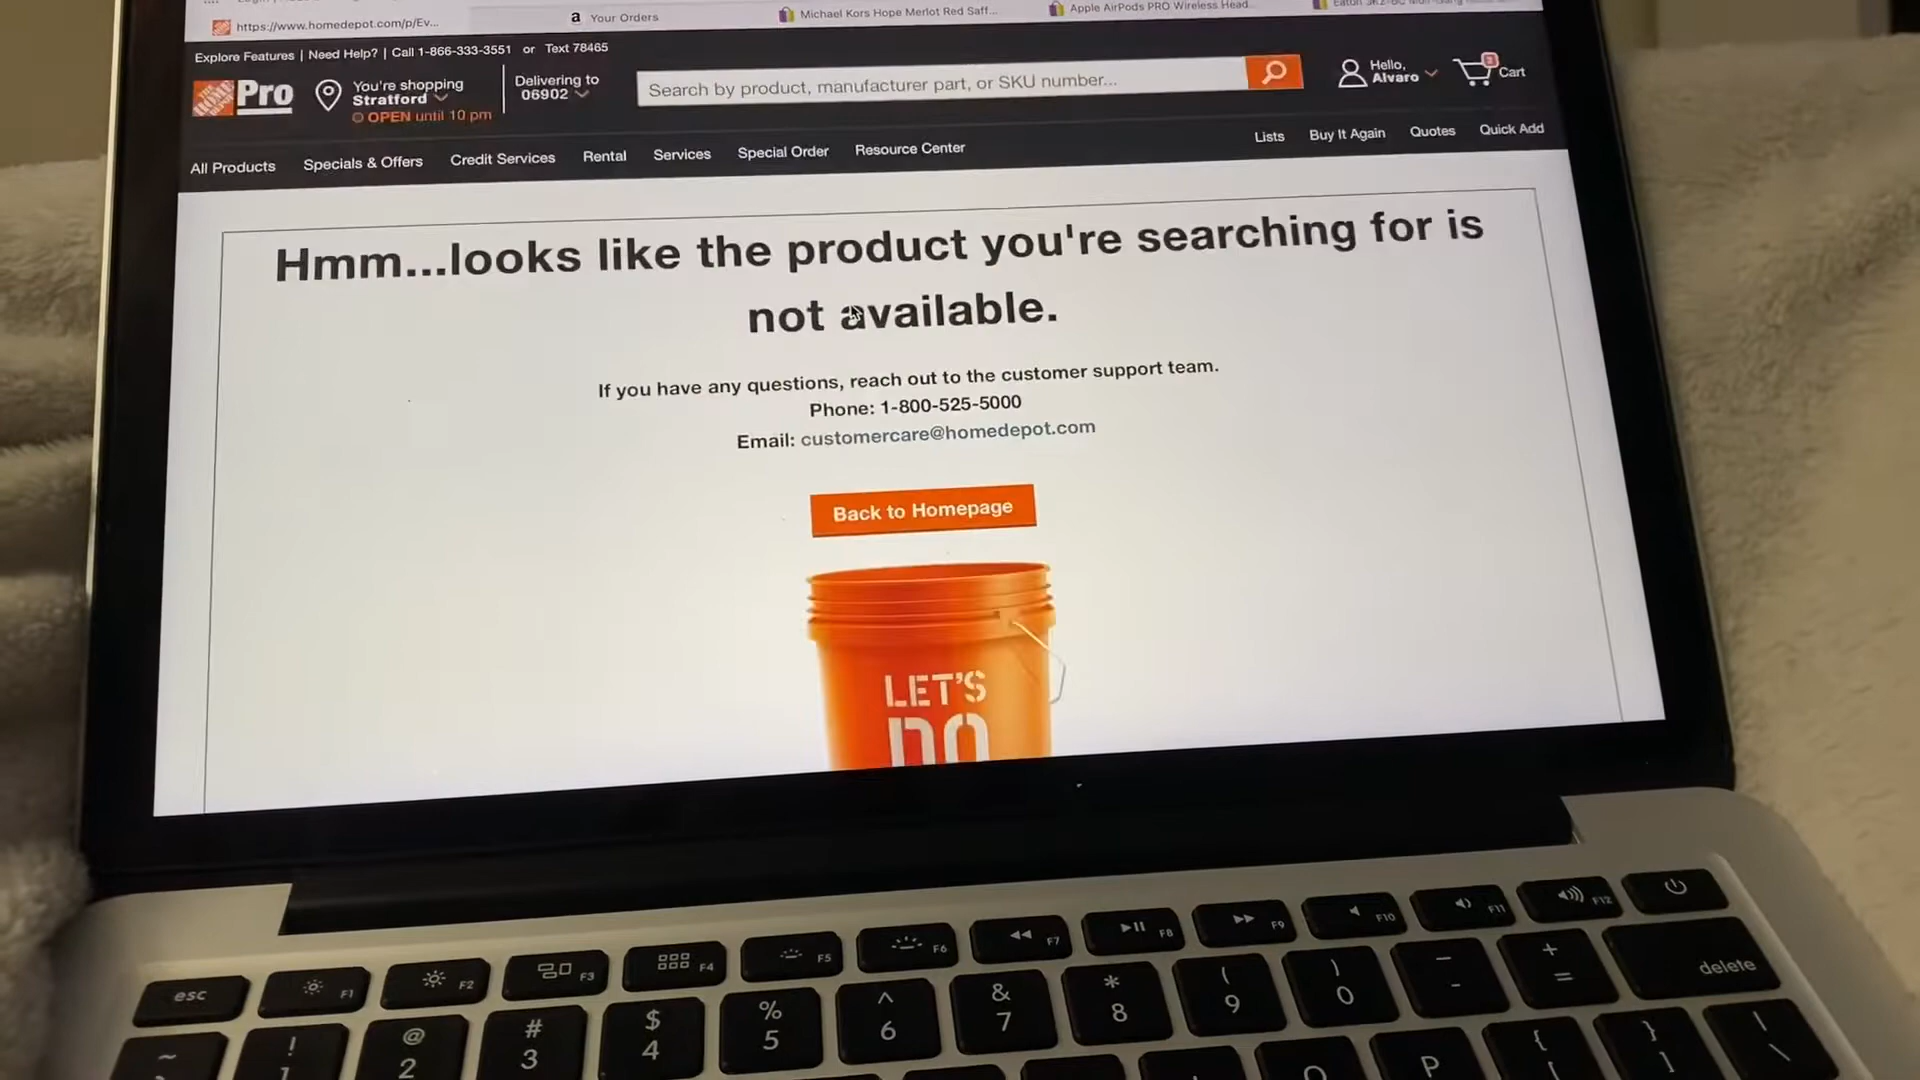 https://www.homedepot.com/p/Ev...
a Your Orders
Michael Kors Hope Merlot Red Saff...
Apple AirPods PRO Wireless Head...
Explore Features | Need Help? | Call 1-866-333-3551 or Text 78465
THE HOME DEPOT Pro
You're shopping
Stratford
OPEN until 10 pm
Delivering to
06902
Search by product, manufacturer part, or SKU number...
Hello,
Alvaro
3
Cart
All Products Specials & Offers Credit Services Rental Services Special Order Resource Center
Lists Buy It Again Quotes Quick Add
Hmm...looks like the product you're searching for is
not available.
If you have any questions, reach out to the customer support team.
Phone: 1-800-525-5000
Email: customercare@homedepot.com
Back to Homepage
LET'S
DO
esc F1 F2 F3 F4 F5 F6 F7 F8 F9 F10 F11 F12
~ ! @ # $ % ^ & * ( ) — + delete
1 2 3 4 5 6 7 8 9 0 - =
O P { [ } ] | \